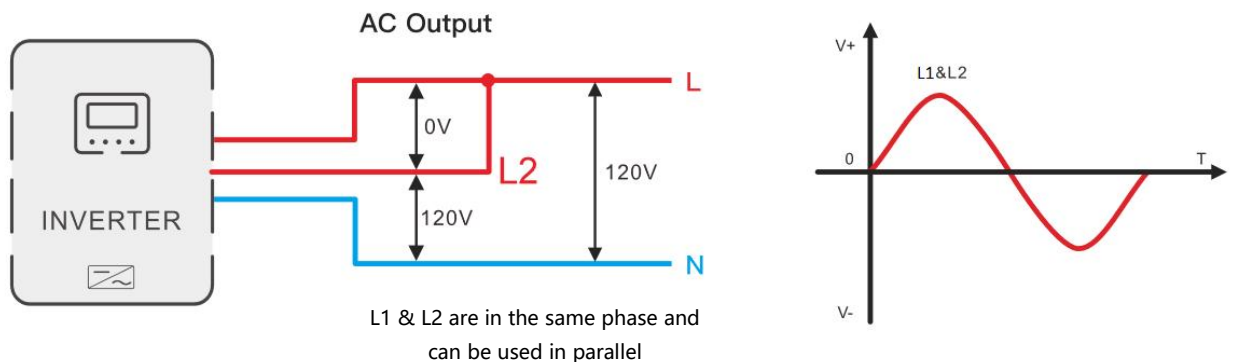 AC Output
L
0V
L2
120V
120V
N
INVERTER
L1 & L2 are in the same phase and
can be used in parallel
V+
L1&L2
0
T
V-